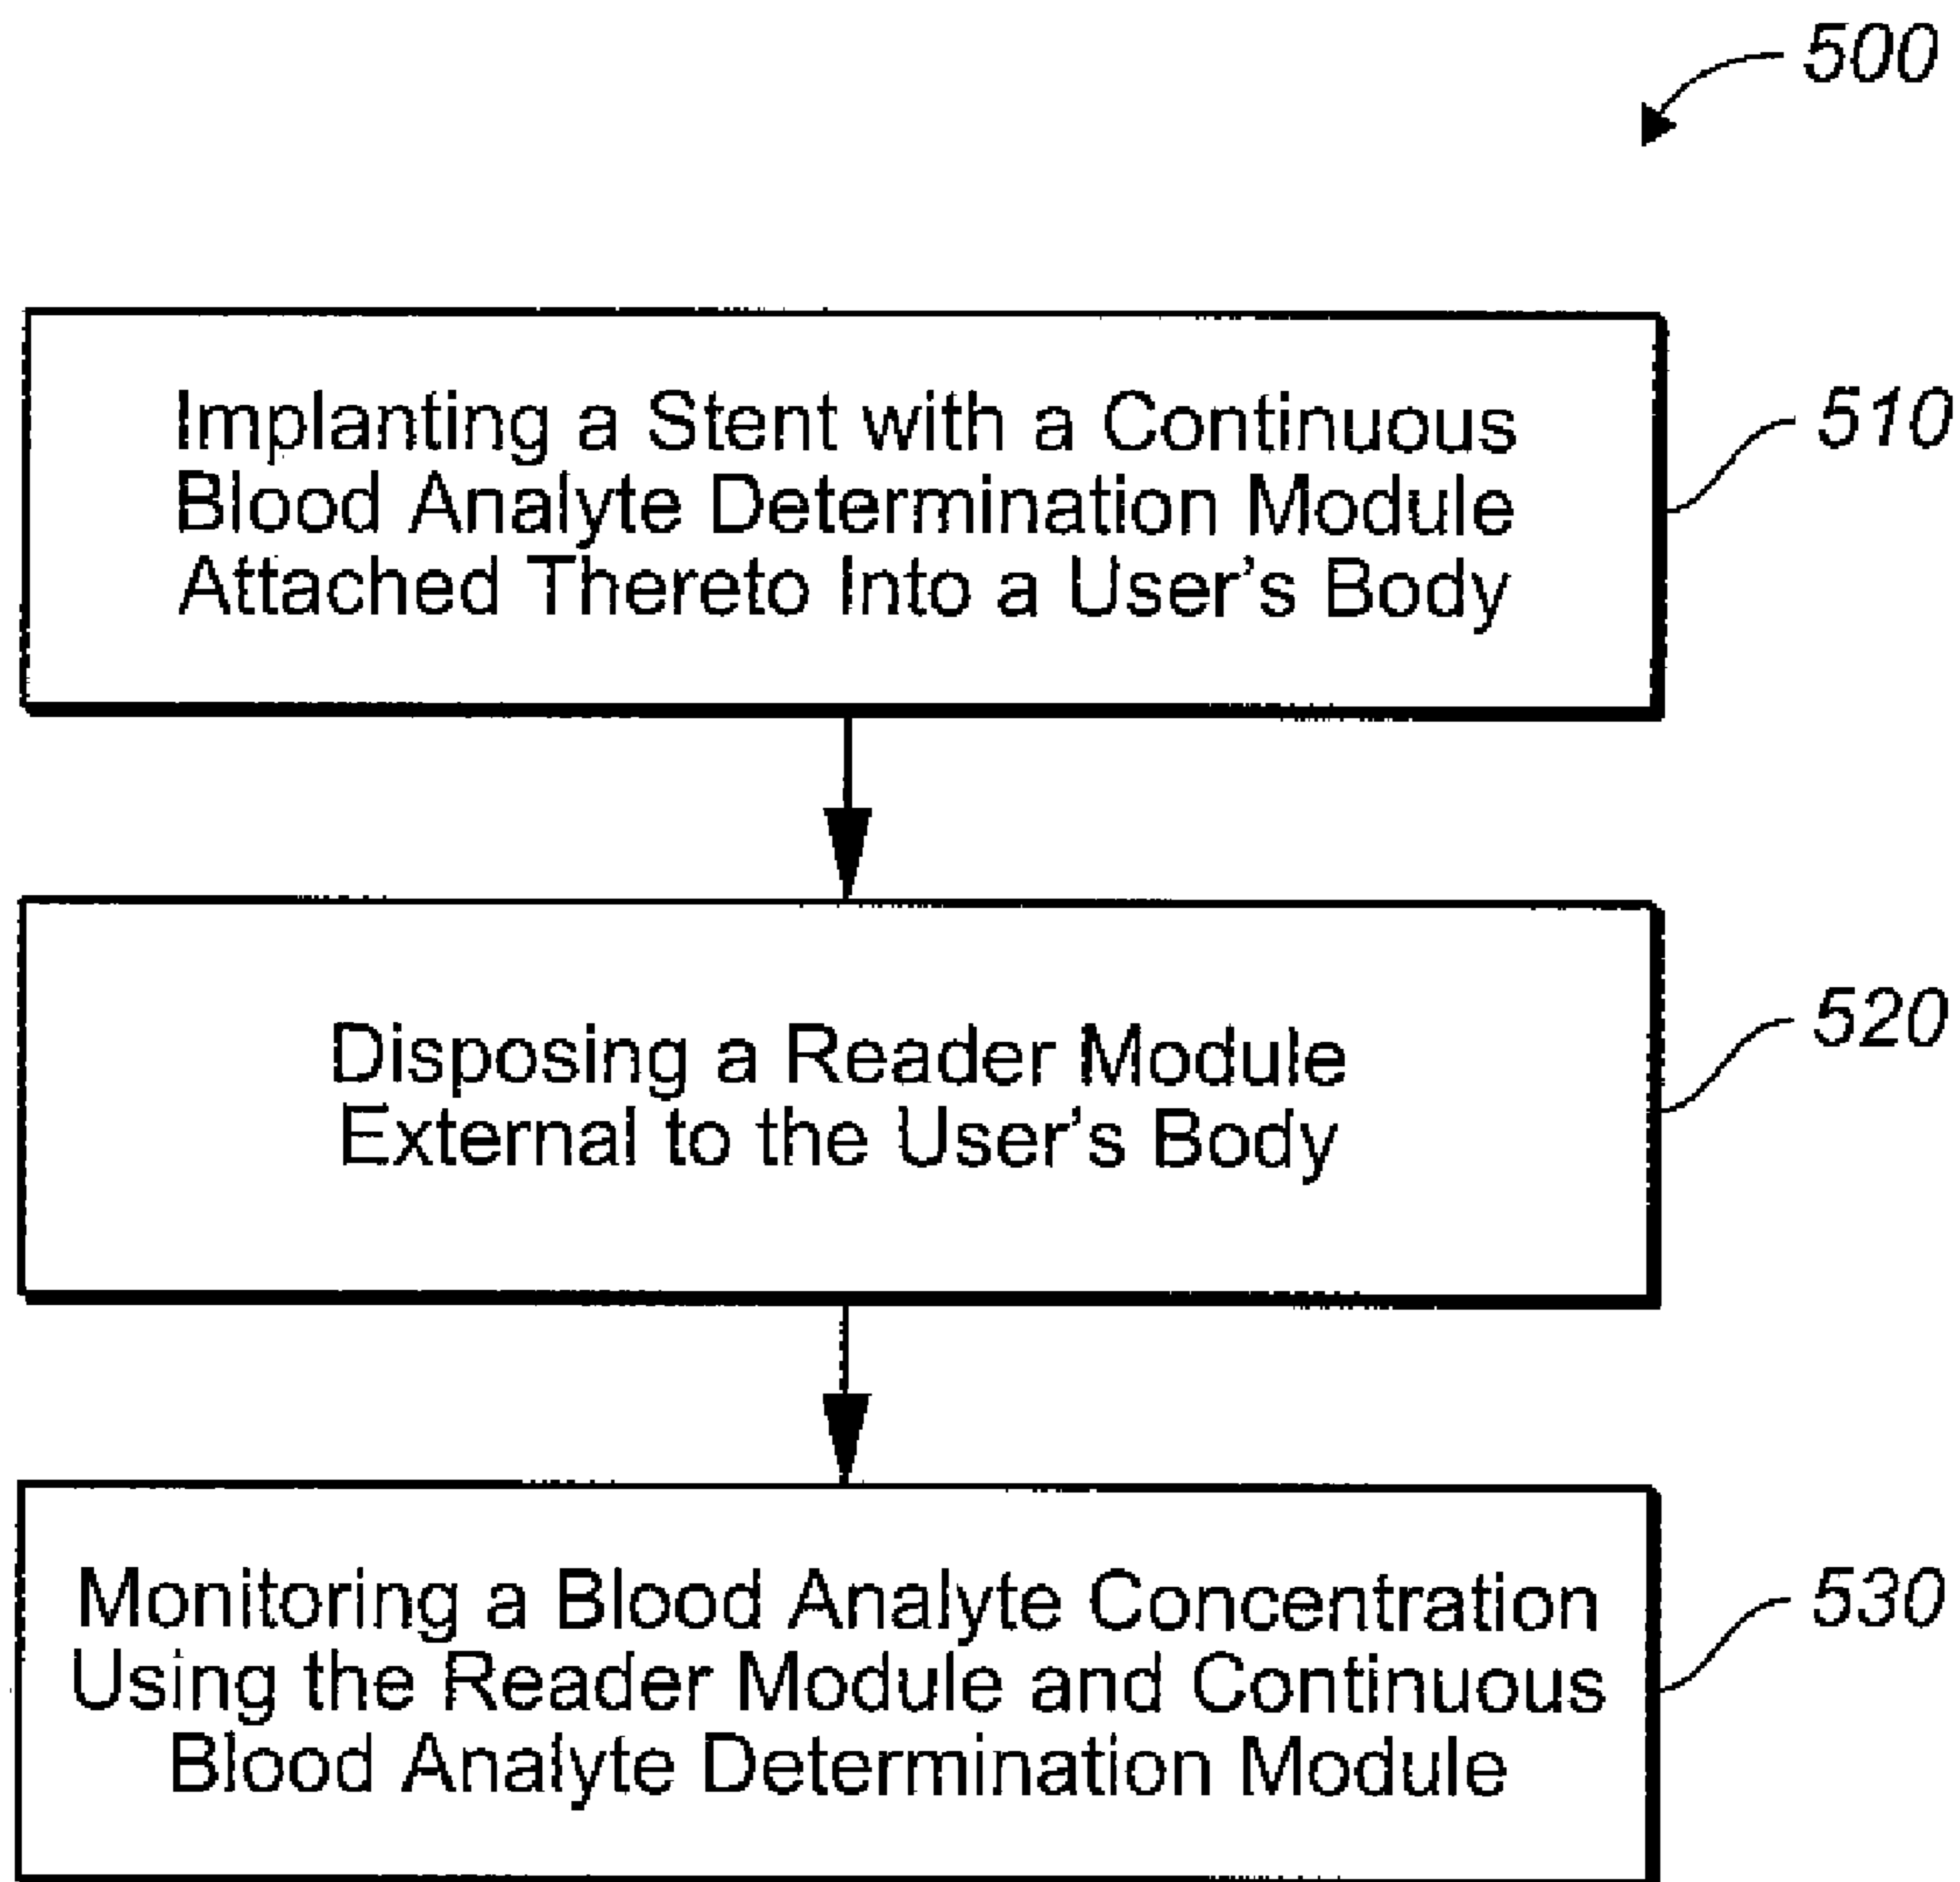 500
Implanting a Stent with a Continuous
Blood Analyte Determination Module
Attached Thereto Into a User's Body
510
Disposing a Reader Module
External to the User's Body
520
Monitoring a Blood Analyte Concentration
Using the Reader Module and Continuous
Blood Analyte Determination Module
530